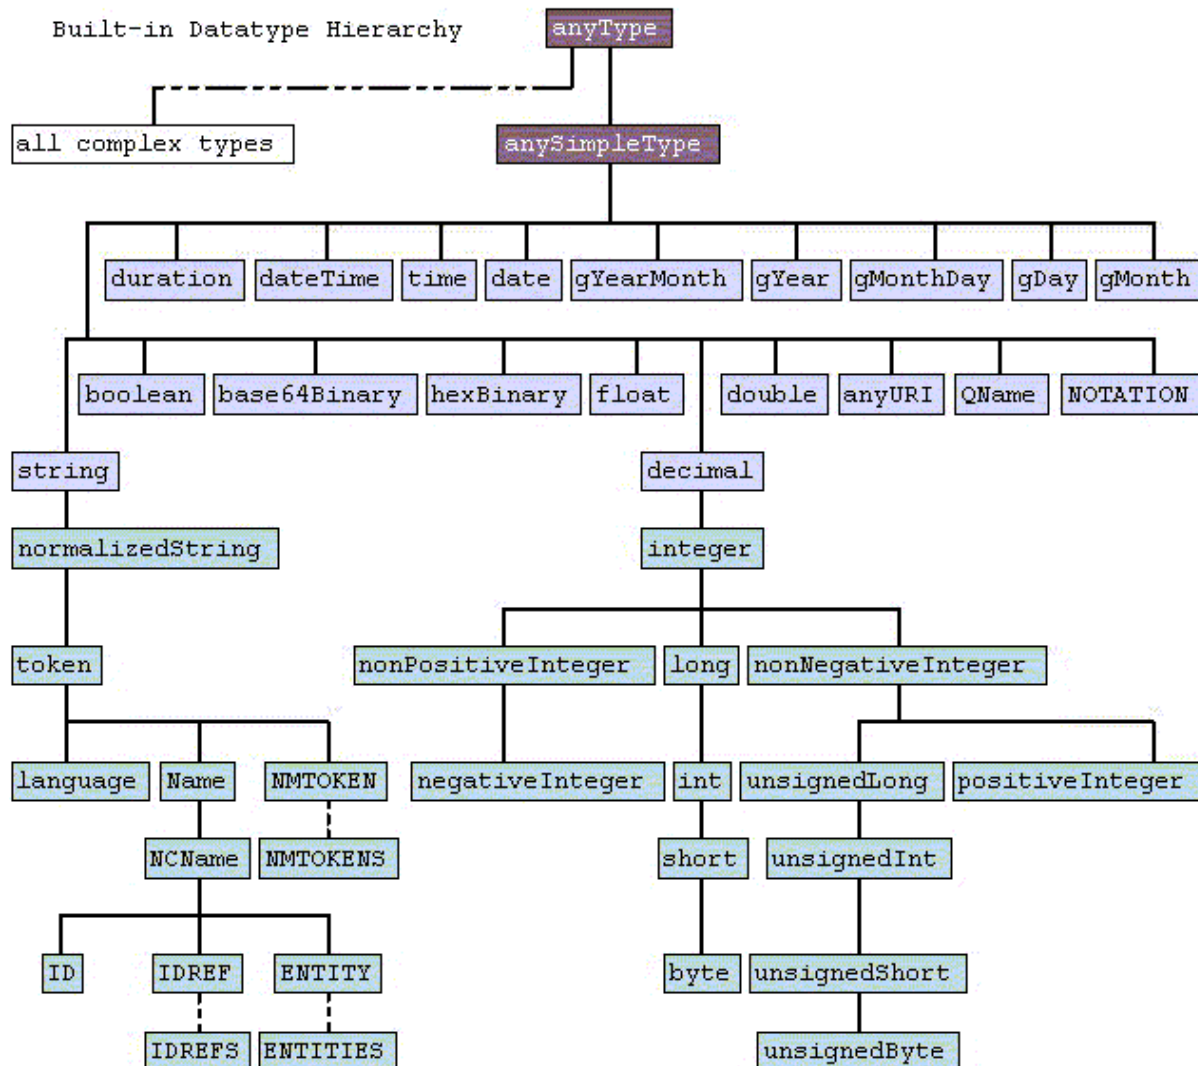 Built-in Datatype Hierarchy
anyType
all complex types
anySimpleType
duration dateTime time date gYearMonth gYear gMonthDay gDay gMonth
boolean base64Binary hexBinary float double anyURI QName NOTATION
string decimal
normalizedString integer
token nonPositiveInteger long nonNegativeInteger
language Name NMTOKEN negativeInteger int unsignedLong positiveInteger
NCName NMTOKENS short unsignedInt
ID IDREF ENTITY byte unsignedShort
IDREFS ENTITIES unsignedByte